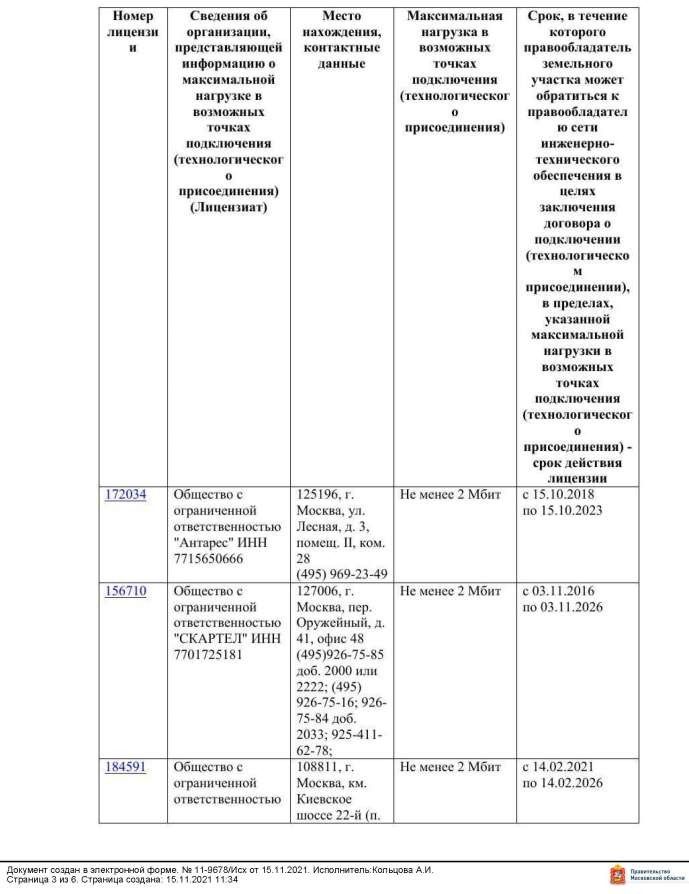 Номер
лицензи
и
Сведения об
организации,
представляющей
информацию о
максимальной
нагрузке в
возможных
точках
подключения
(технологическог
о
присоединения)
(Лицензиат)
Место
нахождения,
контактные
данные
Максимальная
нагрузка в
возможных
точках
подключения
(технологическог
о
присоединения)
Срок, в течение
которого
правообладатель
земельного
участка может
обратиться к
правообладател
ю сети
инженерно-
технического
обеспечения в
целях
заключения
договора о
подключении
(технологическо
м
присоединении),
в пределах,
указанной
максимальной
нагрузки в
возможных
точках
подключения
(технологическог
о
присоединения) -
срок действия
лицензии
172034
Общество с
ограниченной
ответственностью
"Антарес" ИНН
7715650666
125196, г.
Москва, ул.
Лесная, д. 3,
помещ. II, ком.
28
(495) 969-23-49
Не менее 2 Мбит
с 15.10.2018
по 15.10.2023
156710
Общество с
ограниченной
ответственностью
"СКАРТЕЛ" ИНН
7701725181
127006, г.
Москва, пер.
Оружейный, д.
41, офис 48
(495)926-75-85
доб. 2000 или
2222; (495)
926-75-16; 926-
75-84 доб.
2033; 925-411-
62-78;
Не менее 2 Мбит
с 03.11.2016
по 03.11.2026
184591
Общество с
ограниченной
ответственностью
108811, г.
Москва, км.
Киевское
шоссе 22-й (п.
Не менее 2 Мбит
с 14.02.2021
по 14.02.2026
Документ создан в электронной форме. № 11-9678/Исх от 15.11.2021. Исполнитель:Кольцова А.И.
Страница 3 из 6. Страница создана: 15.11.2021 11:34
Правительство
Московской области